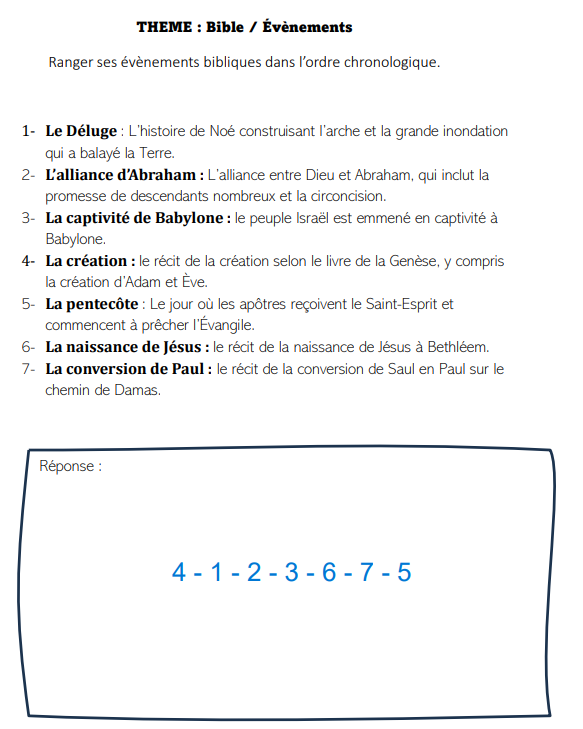 THEME : Bible / Évènements
Ranger ses évènements bibliques dans l’ordre chronologique.
1- Le Déluge : L’histoire de Noé construisant l’arche et la grande inondation
qui a balayé la Terre.
2- L’alliance d’Abraham : L’alliance entre Dieu et Abraham, qui inclut la
promesse de descendants nombreux et la circoncision.
3- La captivité de Babylone : le peuple Israël est emmené en captivité à
Babylone.
4- La création : le récit de la création selon le livre de la Genèse, y compris
la création d’Adam et Ève.
5- La pentecôte : Le jour où les apôtres reçoivent le Saint-Esprit et
commencent à prêcher l’Évangile.
6- La naissance de Jésus : le récit de la naissance de Jésus à Bethléem.
7- La conversion de Paul : le récit de la conversion de Saul en Paul sur le
chemin de Damas.
Réponse :
4 - 1 - 2 - 3 - 6 - 7 - 5